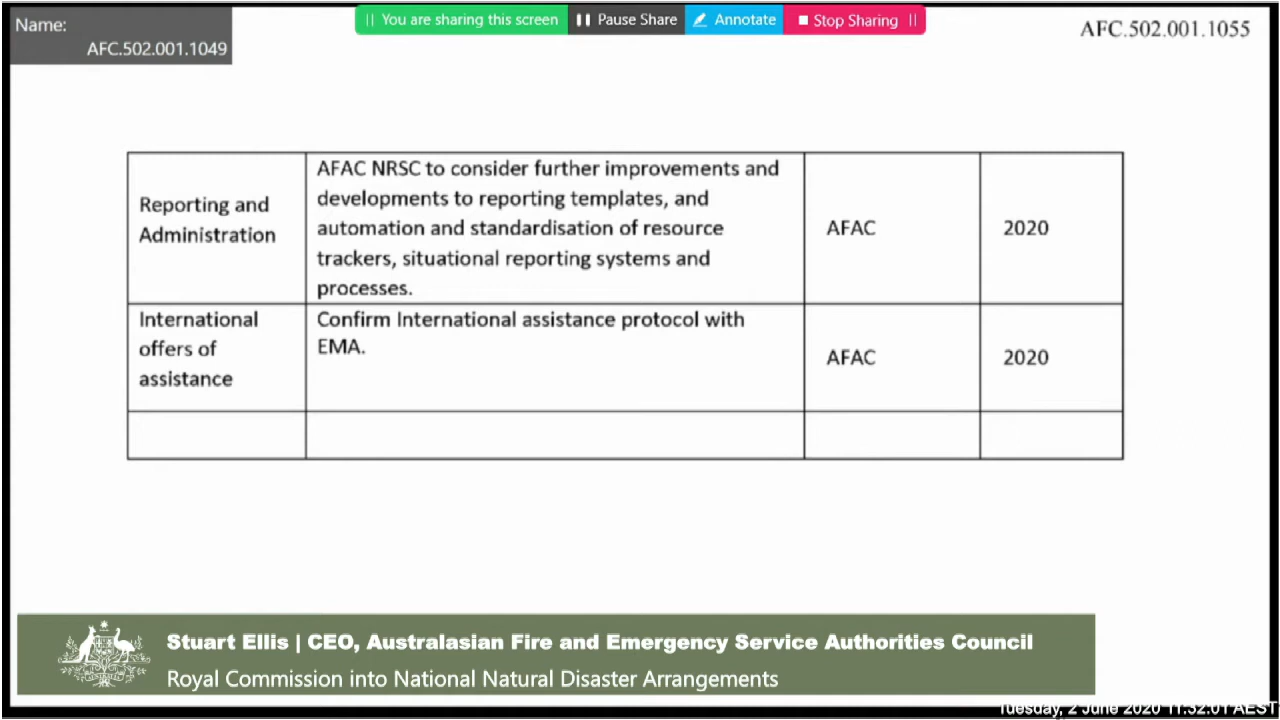 Name:
AFC.502.001.1049
You are sharing this screen
Pause Share
Annotate
Stop Sharing
AFC.502.001.1055
Reporting and
Administration
AFAC NRSC to consider further improvements and
developments to reporting templates, and
automation and standardisation of resource
trackers, situational reporting systems and
processes.
AFAC
2020
International
offers of
assistance
Confirm International assistance protocol with
EMA.
AFAC
2020
Stuart Ellis | CEO, Australasian Fire and Emergency Service Authorities Council
Royal Commission into National Natural Disaster Arrangements
Tuesday, 2 June 2020 11:32:01 AEST